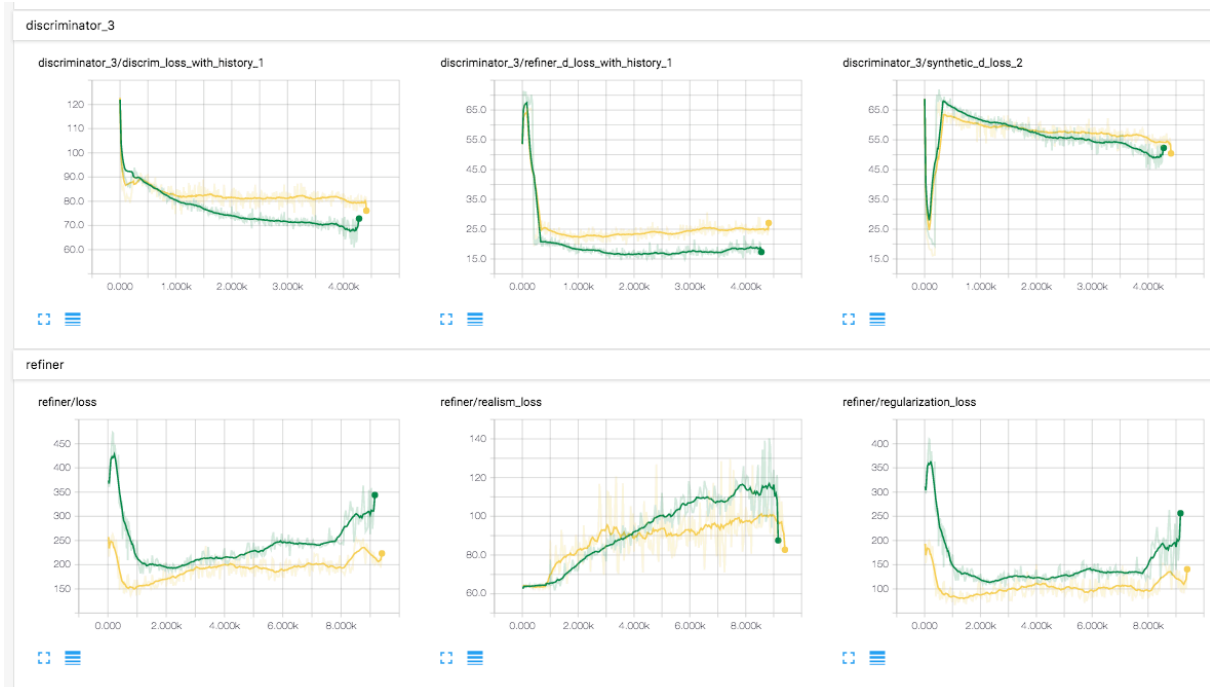 discriminator_3
discriminator_3/discrim_loss_with_history_1
discriminator_3/refiner_d_loss_with_history_1
discriminator_3/synthetic_d_loss_2
120
110
100
90.0
80.0
70.0
60.0
0.000 1.000k 2.000k 3.000k 4.000k
65.0
55.0
45.0
35.0
25.0
15.0
0.000 1.000k 2.000k 3.000k 4.000k
65.0
55.0
45.0
35.0
25.0
15.0
0.000 1.000k 2.000k 3.000k 4.000k
refiner
refiner/loss
refiner/realism_loss
refiner/regularization_loss
450
400
350
300
250
200
150
0.000 2.000k 4.000k 6.000k 8.000k
140
120
100
80.0
60.0
0.000 2.000k 4.000k 6.000k 8.000k
400
350
300
250
200
150
100
0.000 2.000k 4.000k 6.000k 8.000k